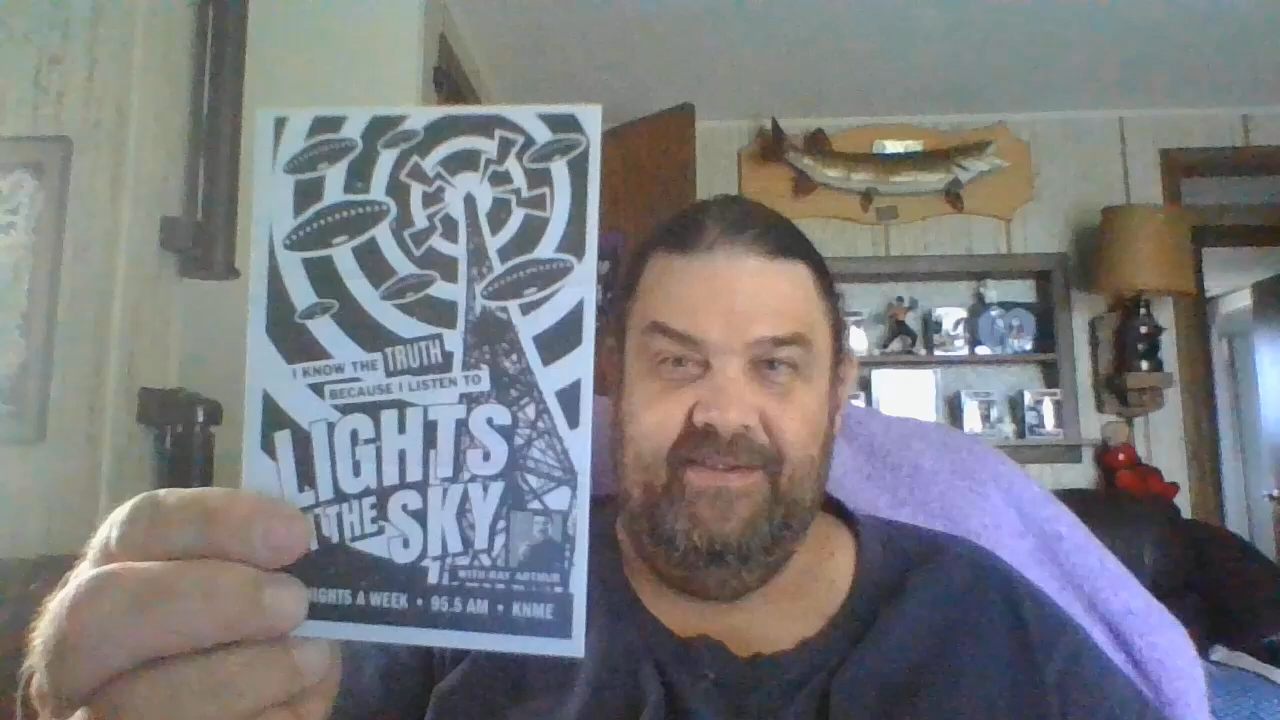 I KNOW THE TRUTH
BECAUSE I LISTEN TO
LIGHTS
THE SKY
WITH RAY ARTHUR
NIGHTS A WEEK • 95.5 AM • KNME